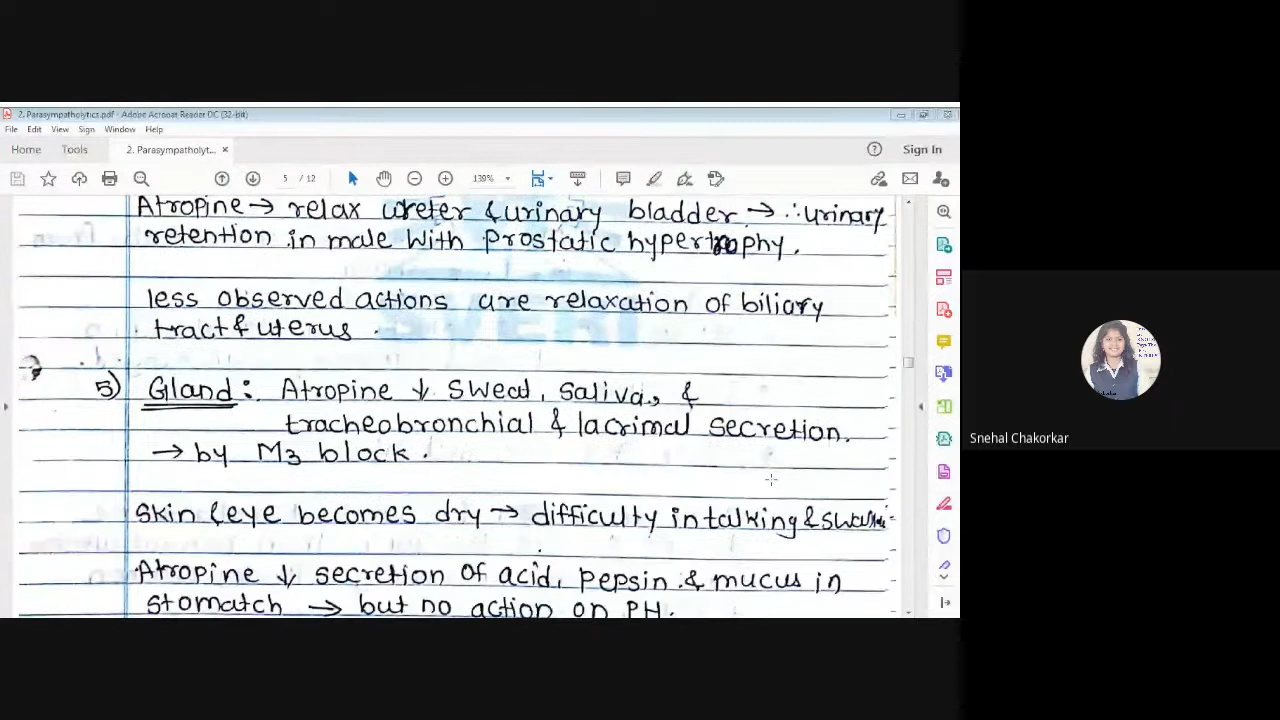 2. Parasympatholytics.pdf - Adobe Acrobat Reader DC (32-bit)
File Edit View Sign Window Help
Home Tools 2. Parasympatholyt... × Sign In
5 / 12 139%
Atropine → relax ureter & urinary bladder → ∴ urinary
retention in male with prostatic hypertrophy.
less observed actions are relaxation of biliary
tract & uterus.
5) Gland: Atropine ↓ sweat, saliva, &
tracheobronchial & lacrimal secretion.
→ by M3 block.
Skin & eye becomes dry → difficulty in talking &
Atropine ↓ secretion of acid, pepsin & mucus in
stomatch → but no action on PH.
Snehal Chakorkar